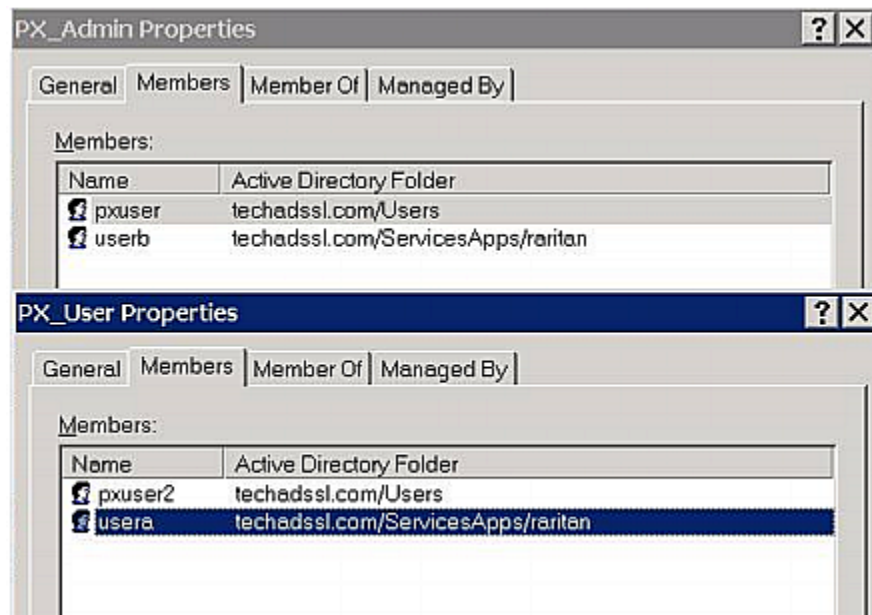 PX_Admin Properties ? X
General Members Member Of Managed By
Members:
Name Active Directory Folder
pxuser techadssl.com/Users
userb techadssl.com/ServicesApps/raritan
PX_User Properties ? X
General Members Member Of Managed By
Members:
Name Active Directory Folder
pxuser2 techadssl.com/Users
usera techadssl.com/ServicesApps/raritan